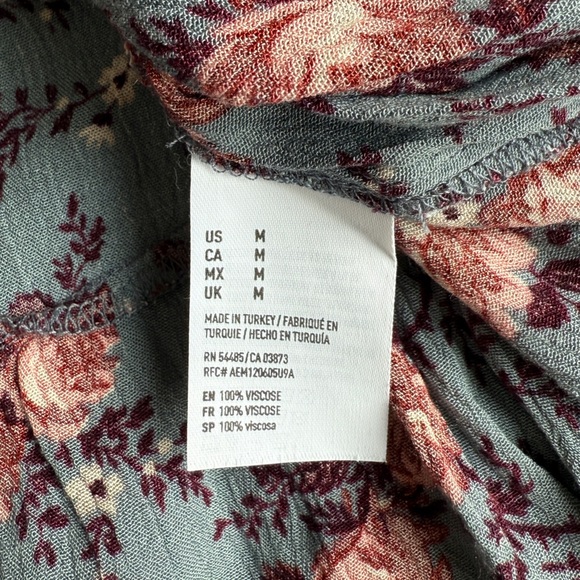 US M
CA M
MX M
UK M
MADE IN TURKEY / FABRIQUÉ EN
TURQUIE / HECHO EN TURQUÍA
RN 54485/CA 03873
RFC# AEM120605U9A
EN 100% VISCOSE
FR 100% VISCOSE
SP 100% viscosa